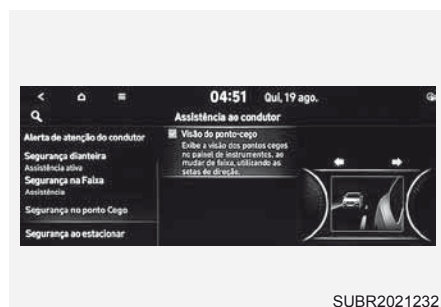 04:51 Qui, 19 ago.
Assistência ao condutor
Alerta de atenção do condutor
Segurança dianteira
Assistência ativa
Segurança na Faixa
Assistência
Segurança no ponto Cego
Segurança ao estacionar
Visão do ponto-cego
Exibe a visão dos pontos cegos
no painel de instrumentos, ao
mudar de faixa, utilizando as
setas de direção.
SUBR2021232